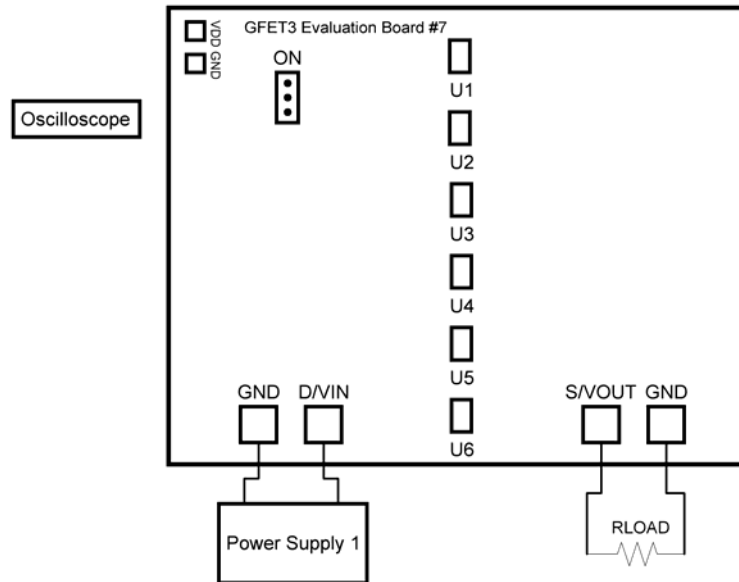 GFET3 Evaluation Board #7
VDD
GND
ON
Oscilloscope
U1
U2
U3
U4
U5
U6
GND D/VIN
S/VOUT GND
Power Supply 1
RLOAD